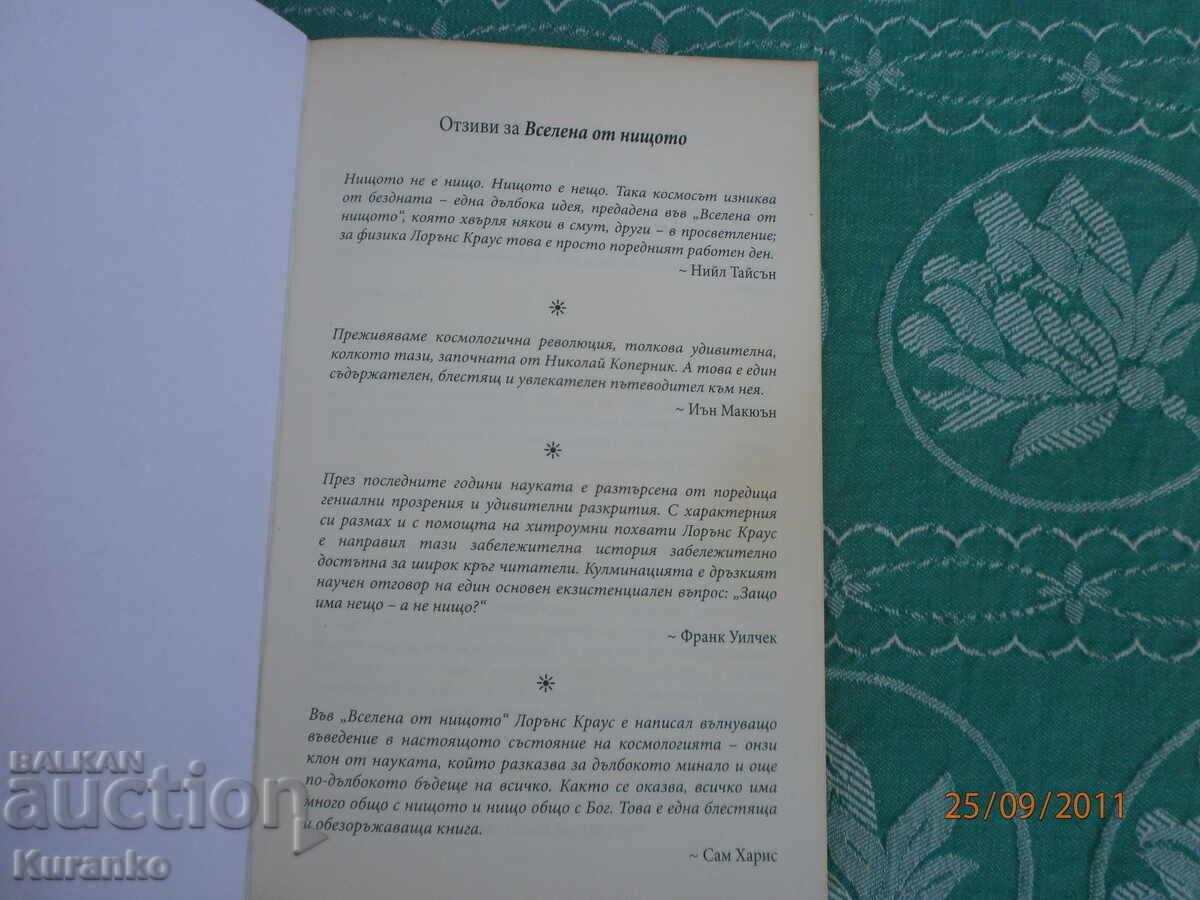 Отзиви за Вселена от нищото
Нищото не е нищо. Нищото е нещо. Така космосът изниква
от бездната – една дълбока идея, предадена във „Вселена от
нищото“, която хвърля някои в смут, други – в просветление;
за физика Лорънс Краус това е просто поредният работен ден.
~ Нийл Тайсън
Преживяваме космологична революция, толкова удивителна,
колкото тази, започната от Николай Коперник. А това е един
съдържателен, блестящ и увлекателен пътеводител към нея.
~ Иън Макюън
През последните години науката е разтърсена от поредица
гениални прозрения и удивителни разкрития. С характерния
си размах и с помощта на хитроумни похвати Лорънс Краус
е направил тази забележителна история забележително
достъпна за широк кръг читатели. Кулминацията е дръзкият
научен отговор на един основен екзистенциален въпрос: „Защо
има нещо – а не нищо?“
~ Франк Уилчек
Във „Вселена от нищото“ Лорънс Краус е написал вълнуващо
въведение в настоящото състояние на космологията – онзи
клон от науката, който разказва за дълбокото минало и още
по-дълбокото бъдеще на всичко. Както се оказва, всичко има
много общо с нищото и нищо общо с Бог. Това е една блестяща
и обезоръжаваща книга.
~ Сам Харис
BALKAN
auction
Kuranko
25/09/2011